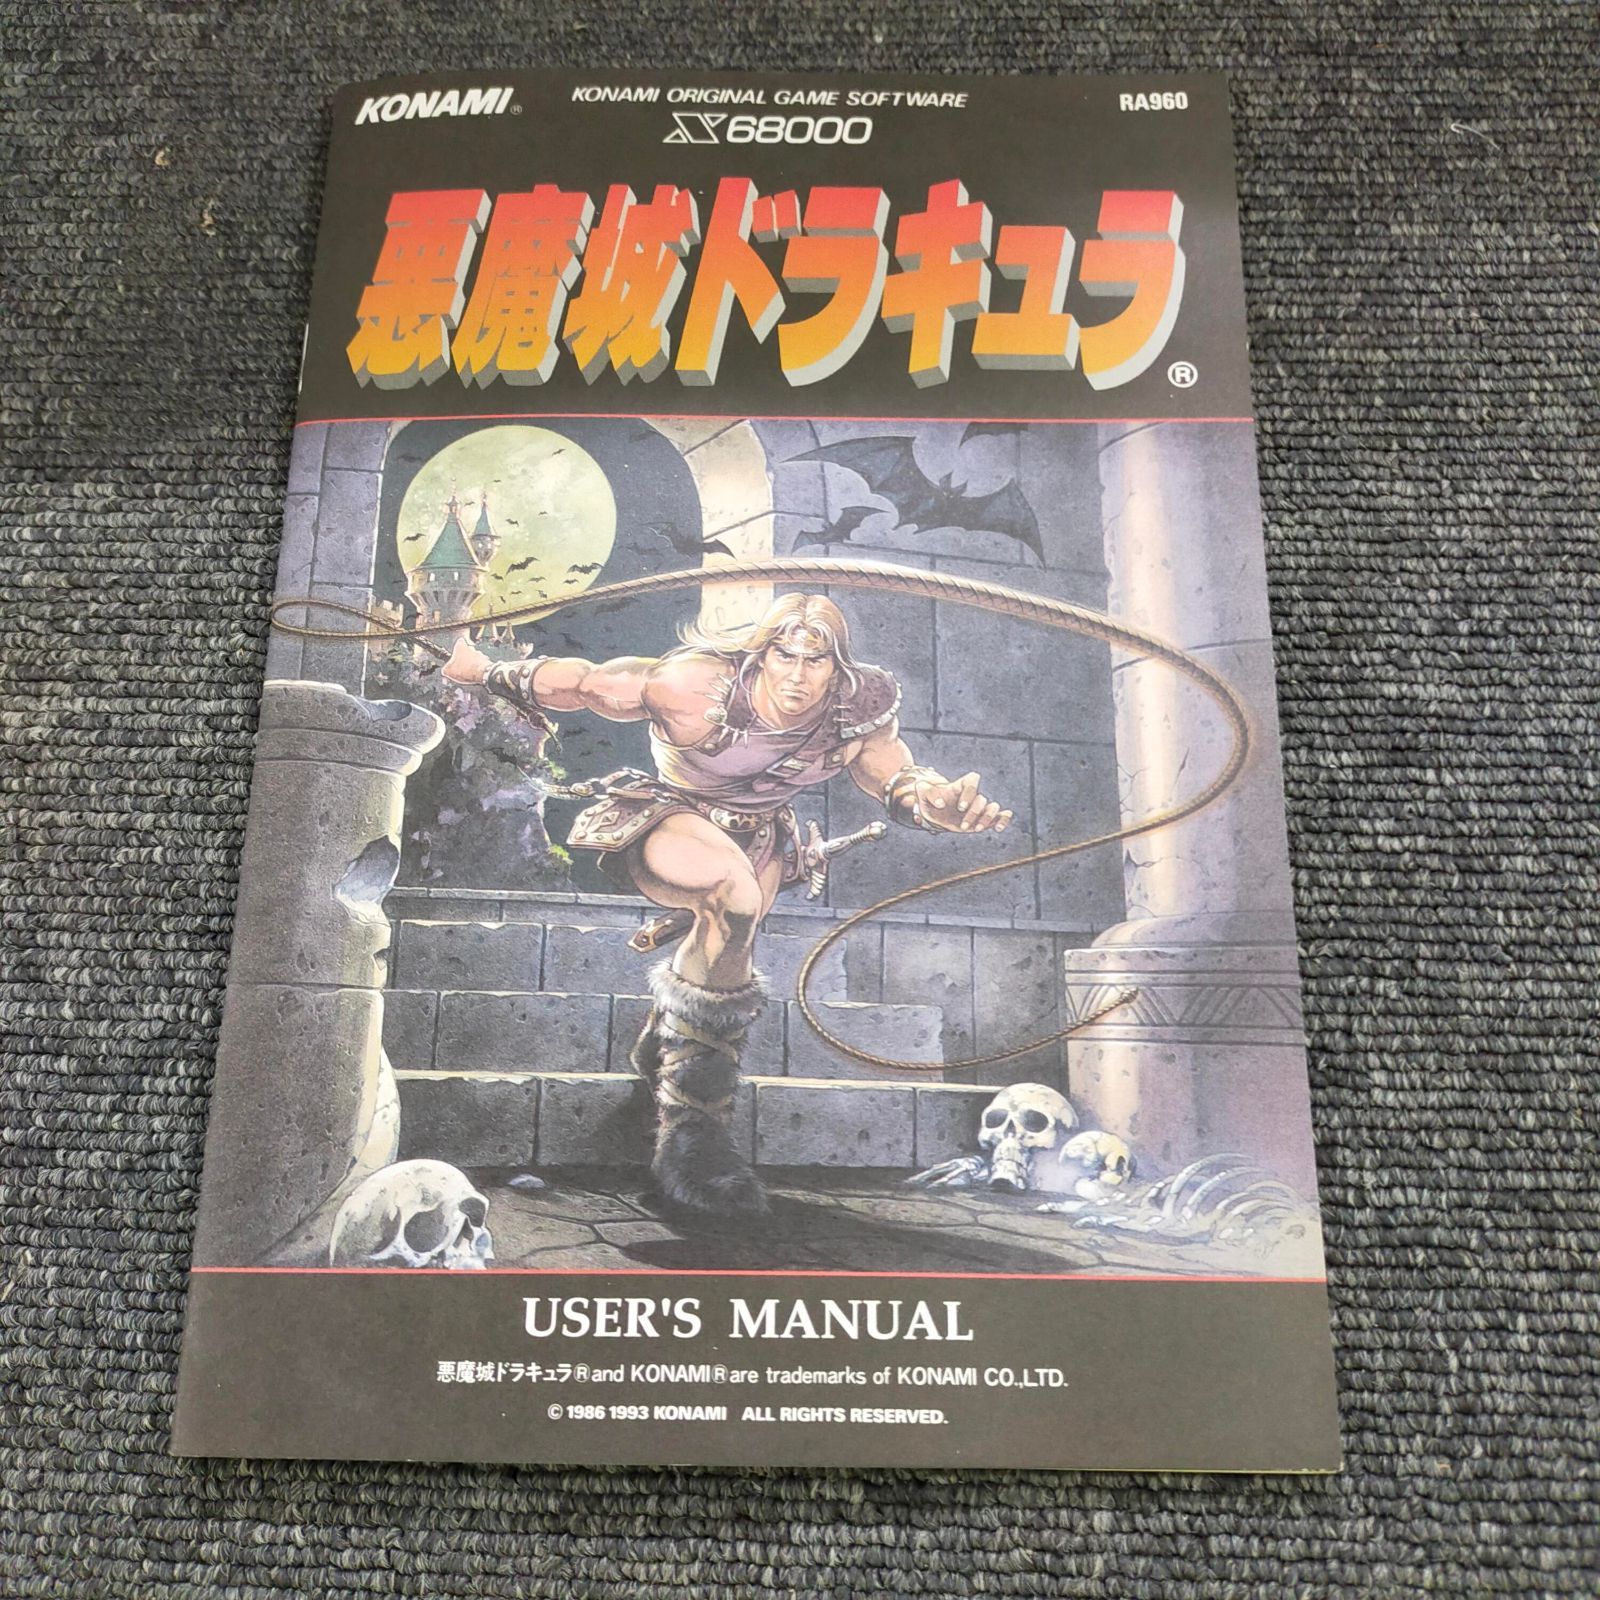 KONAMI®
KONAMI ORIGINAL GAME SOFTWARE
RA960
X68000
悪魔城ドラキュラ®
USER'S MANUAL
悪魔城ドラキュラ®and KONAMI®are trademarks of KONAMI CO.,LTD.
© 1986 1993 KONAMI ALL RIGHTS RESERVED.